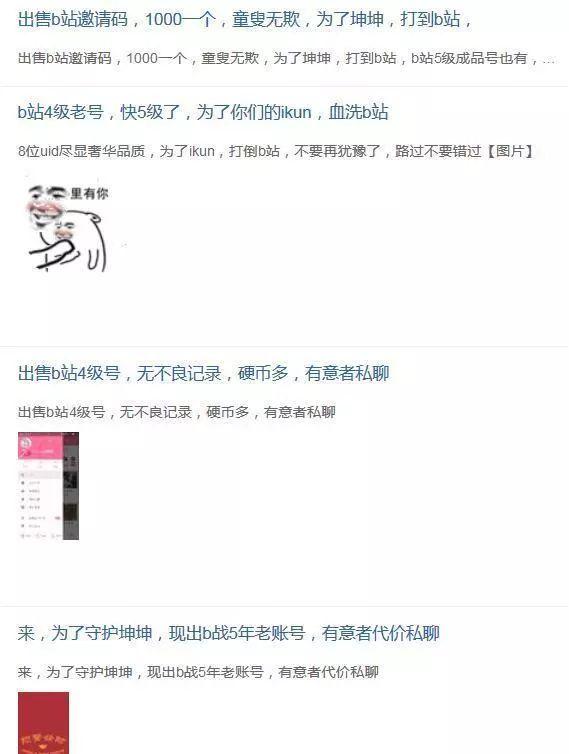 出售b站邀请码，1000一个，童叟无欺，为了坤坤，打到b站，
出售b站邀请码，1000一个，童叟无欺，为了坤坤，打到b站，b站5级成品号也有，...
b站4级老号，快5级了，为了你们的ikun，血洗b站
8位uid尽显奢华品质，为了ikun，打倒b站，不要再犹豫了，路过不要错过【图片】
里有你
出售b站4级号，无不良记录，硬币多，有意者私聊
出售b站4级号，无不良记录，硬币多，有意者私聊
来，为了守护坤坤，现出b战5年老账号，有意者代价私聊
来，为了守护坤坤，现出b战5年老账号，有意者代价私聊